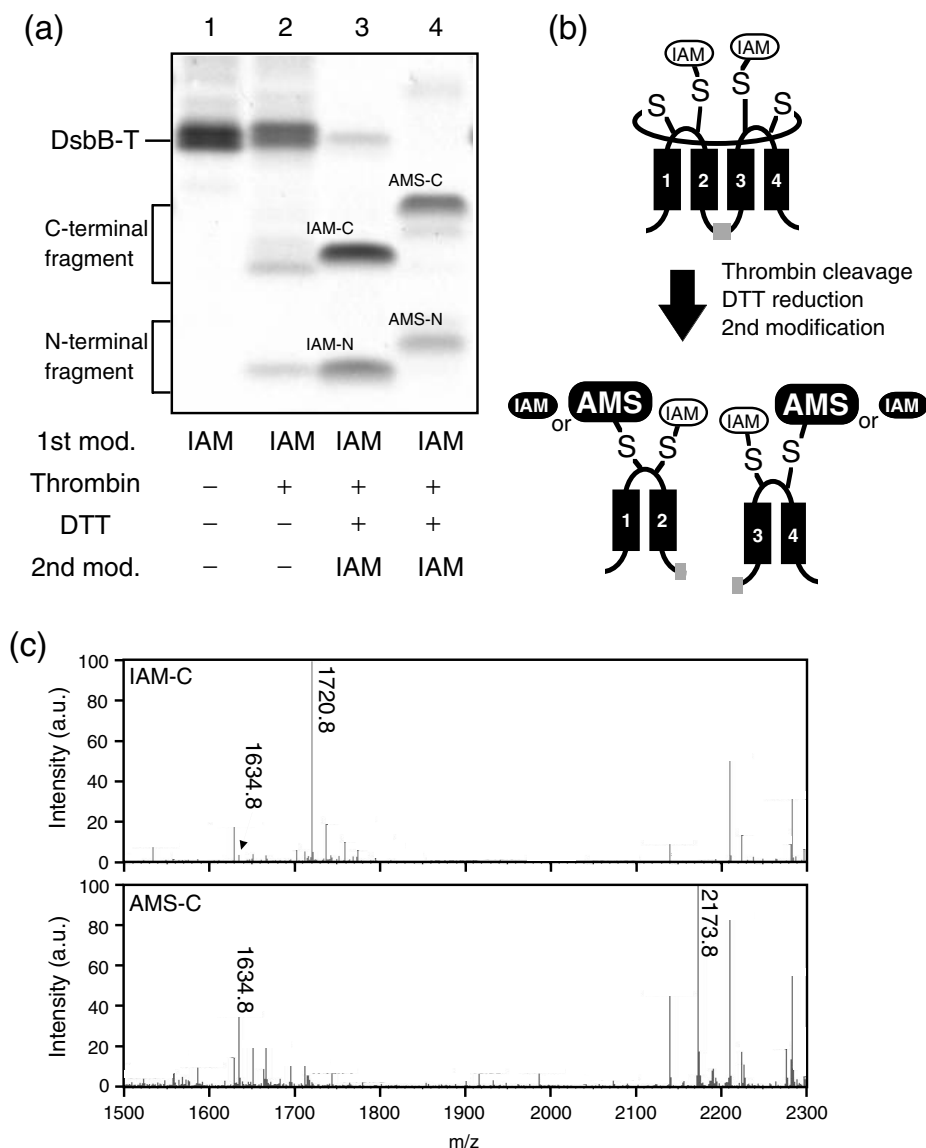 (a)
1 2 3 4
DsbB-T
C-terminal
fragment
N-terminal
fragment
IAM-C
AMS-C
IAM-N
AMS-N
1st mod. IAM IAM IAM IAM
Thrombin – + + +
DTT – – + +
2nd mod. – – IAM IAM
(b)
IAM IAM
S S
S S
1 2 3 4
Thrombin cleavage
DTT reduction
2nd modification
IAM or AMS IAM IAM AMS or IAM
S S S S
1 2 3 4
(c)
IAM-C
Intensity (a.u.)
100
80
60
40
20
0
1634.8
1720.8
AMS-C
Intensity (a.u.)
100
80
60
40
20
0
1634.8
2173.8
1500 1600 1700 1800 1900 2000 2100 2200 2300
m/z